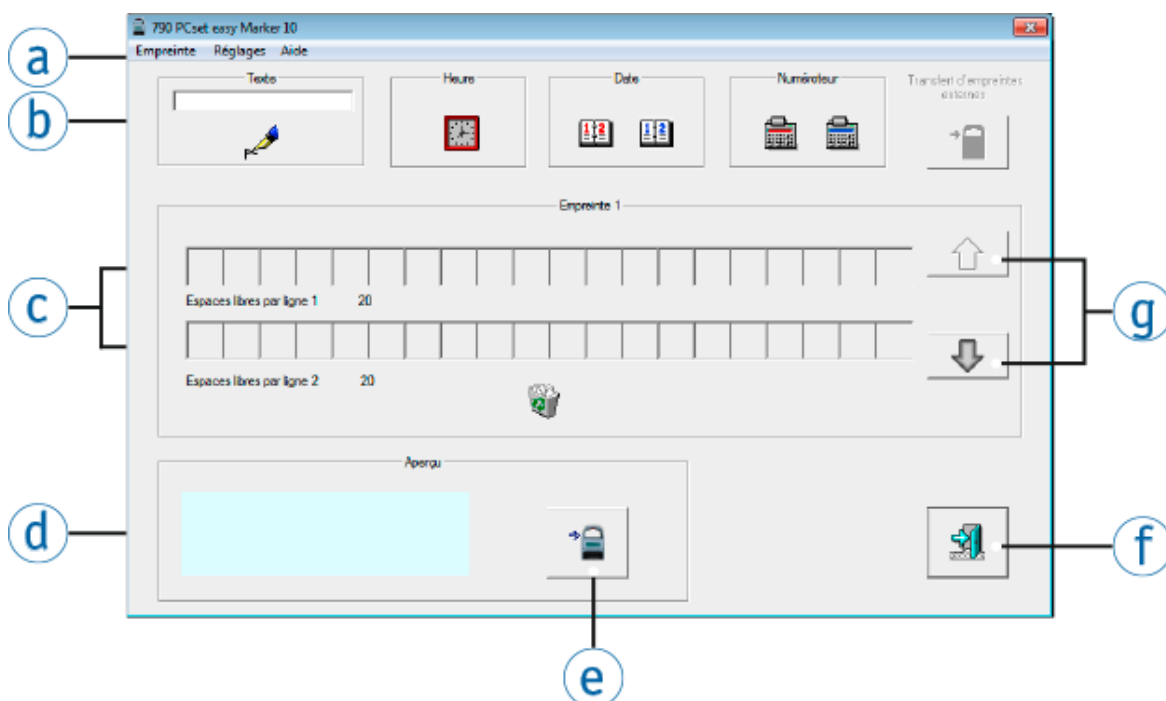 790 PCset easy Marker 10
Empreinte Réglages Aide
a
b
Texte
Heure
Date
Numéroteur
Transfert d'empreintes
externes
Empreinte 1
c
g
Espaces libres par ligne 1 20
Espaces libres par ligne 2 20
Aperçu
d
f
e